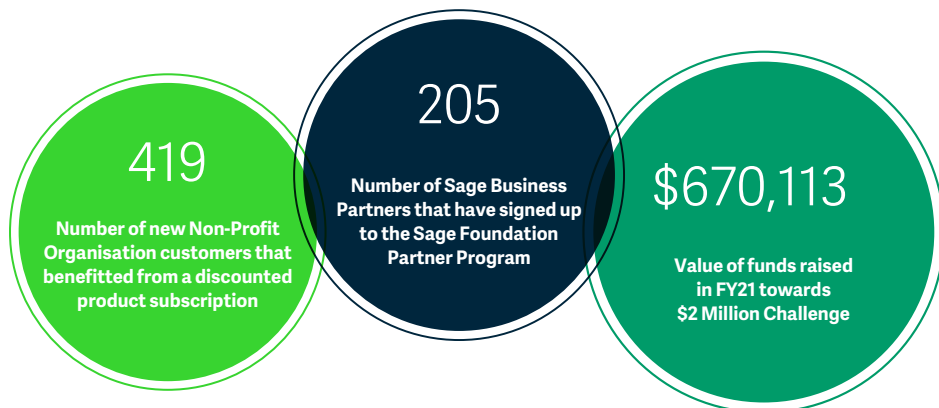 419
Number of new Non-Profit
Organisation customers that
benefitted from a discounted
product subscription
205
Number of Sage Business
Partners that have signed up
to the Sage Foundation
Partner Program
$670,113
Value of funds raised
in FY21 towards
$2 Million Challenge